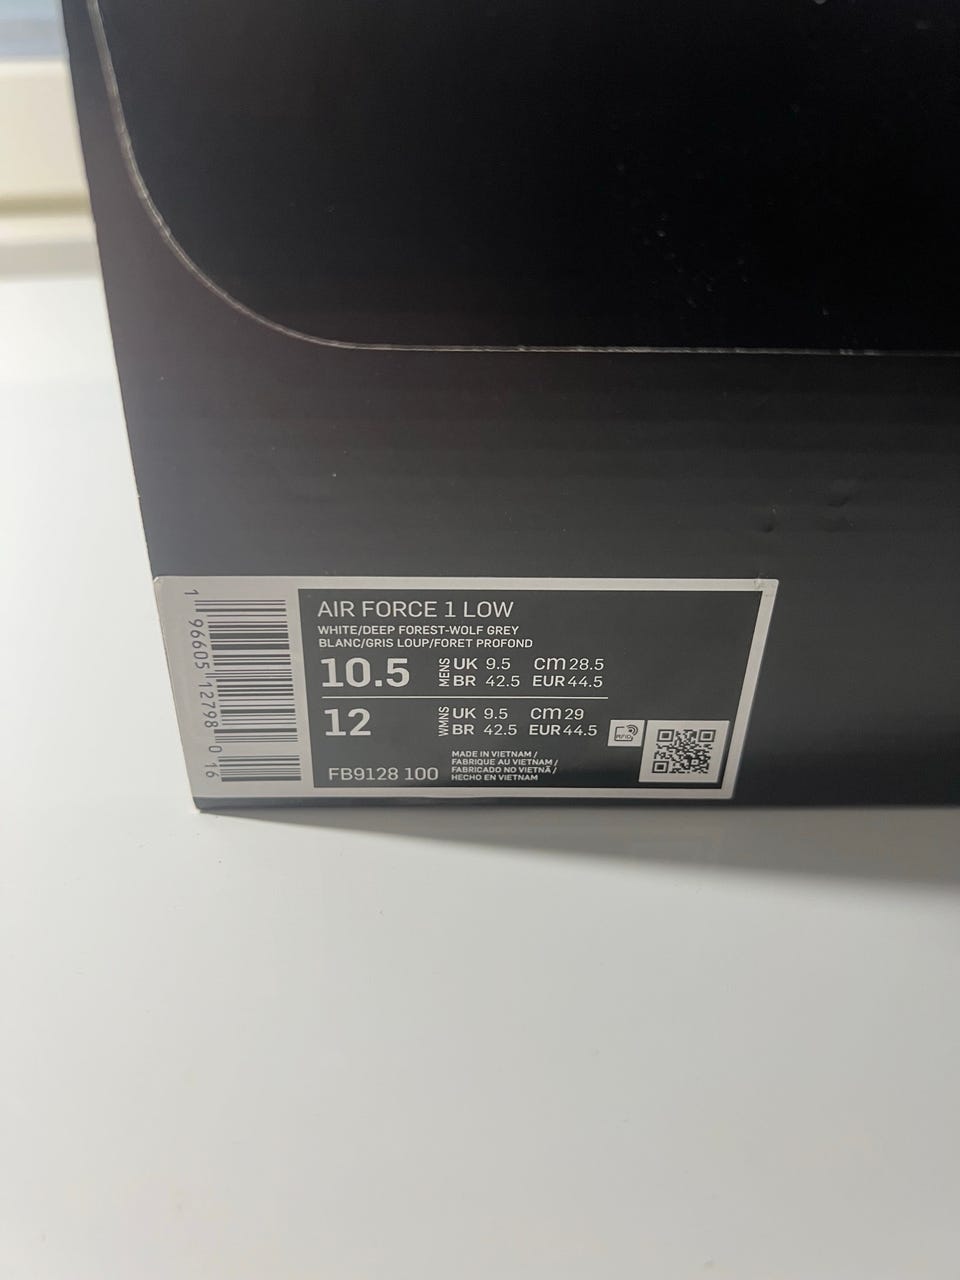 AIR FORCE 1 LOW
WHITE/DEEP FOREST-WOLF GREY
BLANC/GRIS LOUP/FORET PROFOND
10.5 MENS UK 9.5 CM 28.5
BR 42.5 EUR 44.5
12 WMNS UK 9.5 CM 29
BR 42.5 EUR 44.5
FB9128 100
MADE IN VIETNAM /
FABRIQUE AU VIETNAM /
FABRICADO NO VIETNÃ /
HECHO EN VIETNAM
RFID
1 96605 12798 0 16